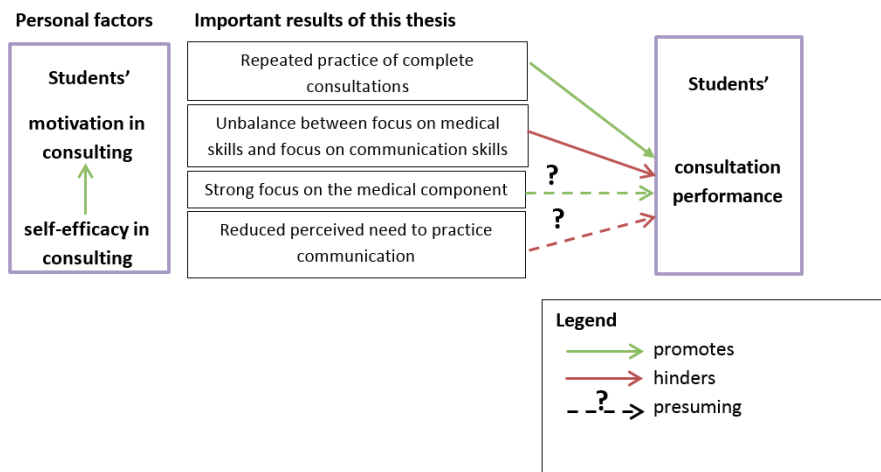 Personal factors
Important results of this thesis
Students’
motivation in
consulting
self-efficacy in
consulting
Repeated practice of complete
consultations
Unbalance between focus on medical
skills and focus on communication skills
Strong focus on the medical component
Reduced perceived need to practice
communication
?
?
Students’
consultation
performance
Legend
promotes
hinders
?
presuming